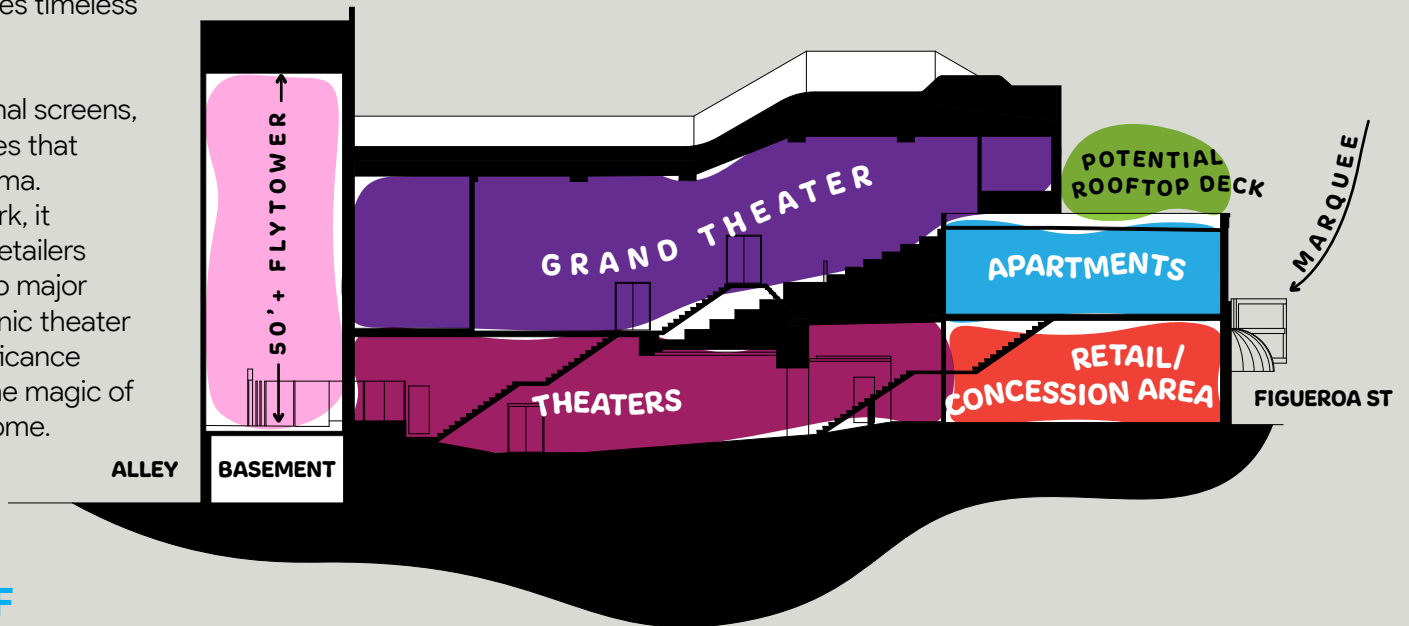 es timeless
nal screens,
es that
ma.
rk, it
etailers
o major
nic theater
icance
ne magic of
ome.
F
50'+ FLYTOWER
GRAND THEATER
POTENTIAL
ROOFTOP DECK
MARQUEE
APARTMENTS
THEATERS
RETAIL/
CONCESSION AREA
FIGUEROA ST
ALLEY
BASEMENT